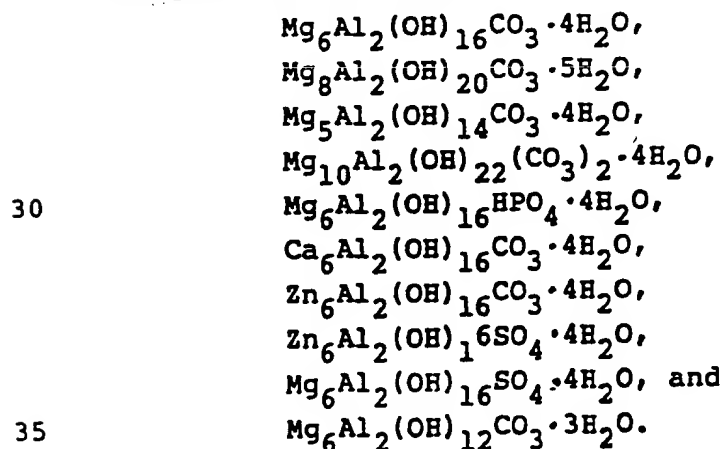 Mg₆Al₂(OH)₁₆CO₃·4H₂O,
Mg₈Al₂(OH)₂₀CO₃·5H₂O,
Mg₅Al₂(OH)₁₄CO₃·4H₂O,
Mg₁₀Al₂(OH)₂₂(CO₃)₂·4H₂O,
30 Mg₆Al₂(OH)₁₆HPO₄·4H₂O,
Ca₆Al₂(OH)₁₆CO₃·4H₂O,
Zn₆Al₂(OH)₁₆CO₃·4H₂O,
Zn₆Al₂(OH)₁6SO₄·4H₂O,
Mg₆Al₂(OH)₁₆SO₄·4H₂O, and
35 Mg₆Al₂(OH)₁₂CO₃·3H₂O.